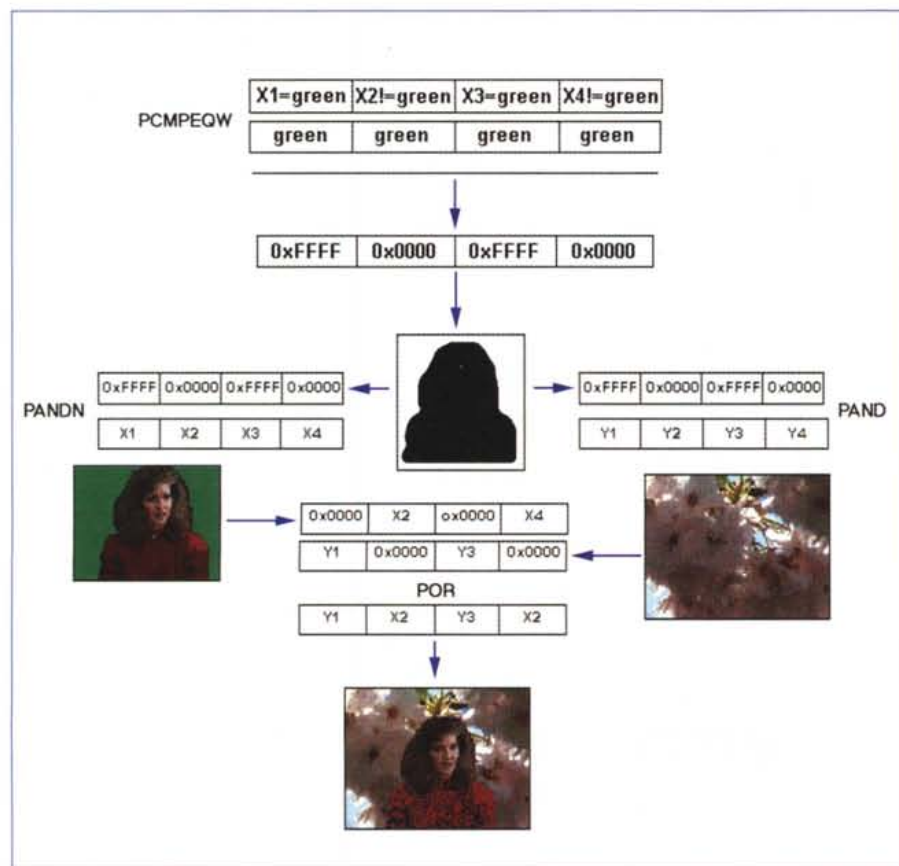 X1=green X2!=green X3=green X4!=green
PCMPEQW
green green green green
0xFFFF 0x0000 0xFFFF 0x0000
0xFFFF 0x0000 0xFFFF 0x0000
PANDN
X1 X2 X3 X4
0xFFFF 0x0000 0xFFFF 0x0000
PAND
Y1 Y2 Y3 Y4
0x0000 X2 0x0000 X4
Y1 0x0000 Y3 0x0000
POR
Y1 X2 Y3 X2